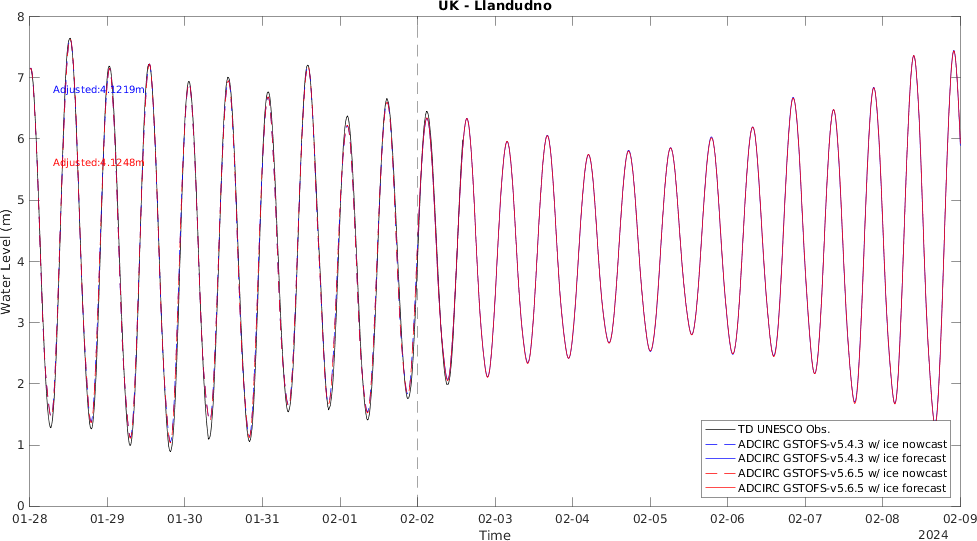 UK - Llandudno
8
7
6
5
4
3
2
1
0
Water Level (m)
Adjusted:4.1219m
Adjusted:4.1248m
TD UNESCO Obs.
ADCIRC GSTOFS-v5.4.3 w/ ice nowcast
ADCIRC GSTOFS-v5.4.3 w/ ice forecast
ADCIRC GSTOFS-v5.6.5 w/ ice nowcast
ADCIRC GSTOFS-v5.6.5 w/ ice forecast
01-28 01-29 01-30 01-31 02-01 02-02 02-03 02-04 02-05 02-06 02-07 02-08 02-09
Time
2024